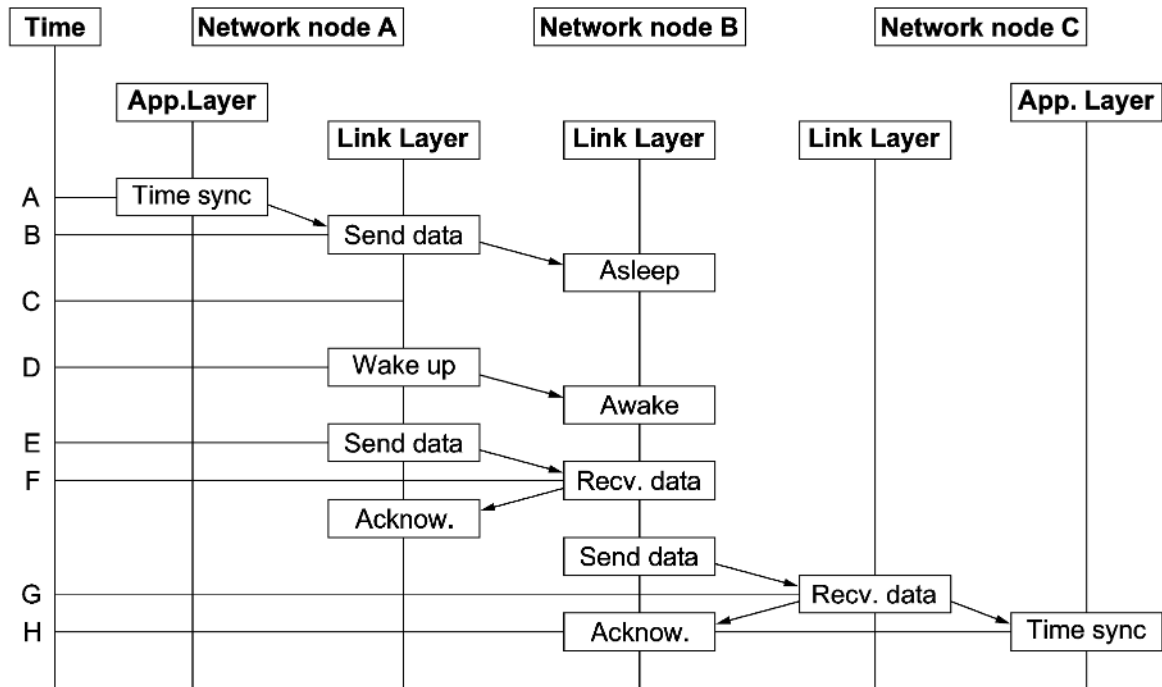 Time
Network node A
Network node B
Network node C
App.Layer
App. Layer
Link Layer
Link Layer
Link Layer
A
Time sync
B
Send data
Asleep
C
D
Wake up
Awake
E
Send data
F
Recv. data
Acknow.
Send data
G
Recv. data
H
Acknow.
Time sync